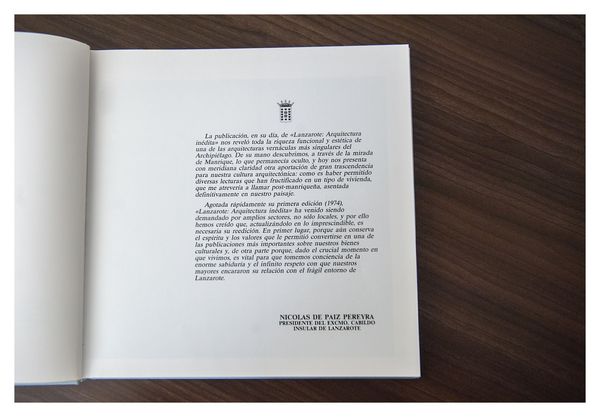 La publicación, en su día, de «Lanzarote: Arquitectura
inédita» nos reveló toda la riqueza funcional y estética de
una de las arquitecturas vernáculas más singulares del
Archipiélago. De su mano descubrimos, a través de la mirada
de Manrique, lo que permanecía oculto, y hoy nos presenta
con meridiana claridad otra aportación de gran trascendencia
para nuestra cultura arquitectónica: como es haber permitido
diversas lecturas que han fructificado en un tipo de vivienda,
que me atrevería a llamar post-manriqueña, asentada
definitivamente en nuestro paisaje.
Agotada rápidamente su primera edición (1974),
«Lanzarote: Arquitectura inédita» ha venido siendo
demandado por amplios sectores, no sólo locales, y por ello
hemos creído que, actualizándolo en lo imprescindible, es
necesaria su reedición. En primer lugar, porque aún conserva
el espíritu y los valores que le permitió convertirse en una de
las publicaciones más importantes sobre nuestros bienes
culturales y, de otra parte porque, dado el crucial momento en
que vivimos, es vital para que tomemos conciencia de la
enorme sabiduría y el infinito respeto con que nuestros
mayores encararon su relación con el frágil entorno de
Lanzarote.
NICOLAS DE PAIZ PEREYRA
PRESIDENTE DEL EXCMO. CABILDO
INSULAR DE LANZAROTE